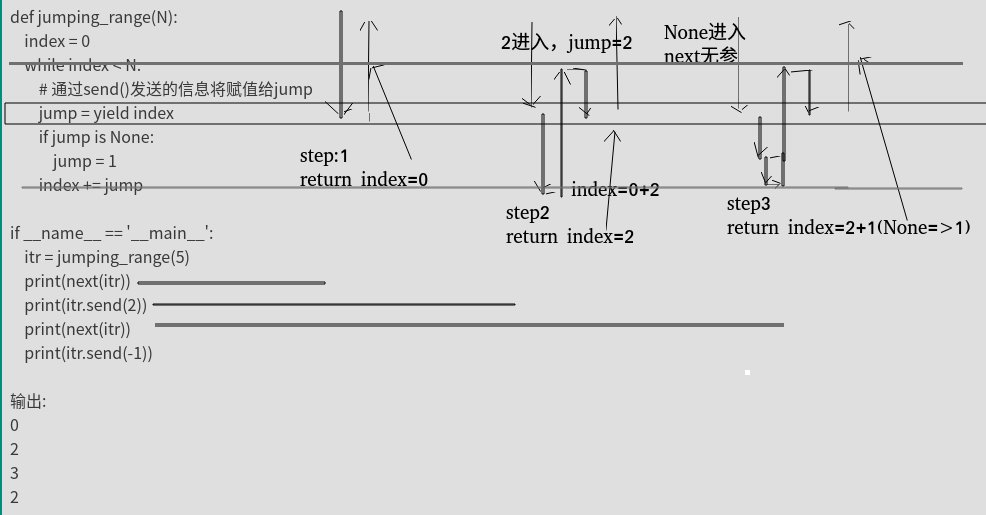 def jumping_range(N):
index = 0
while index < N:
# 通过send()发送的信息将赋值给jump
jump = yield index
if jump is None:
jump = 1
index += jump
if __name__ == '__main__':
itr = jumping_range(5)
print(next(itr))
print(itr.send(2))
print(next(itr))
print(itr.send(-1))
输出:
0
2
3
2
step:1
return index=0
2进入，jump=2
index=0+2
step2
return index=2
None进入
next无参
step3
return index=2+1(None=>1)